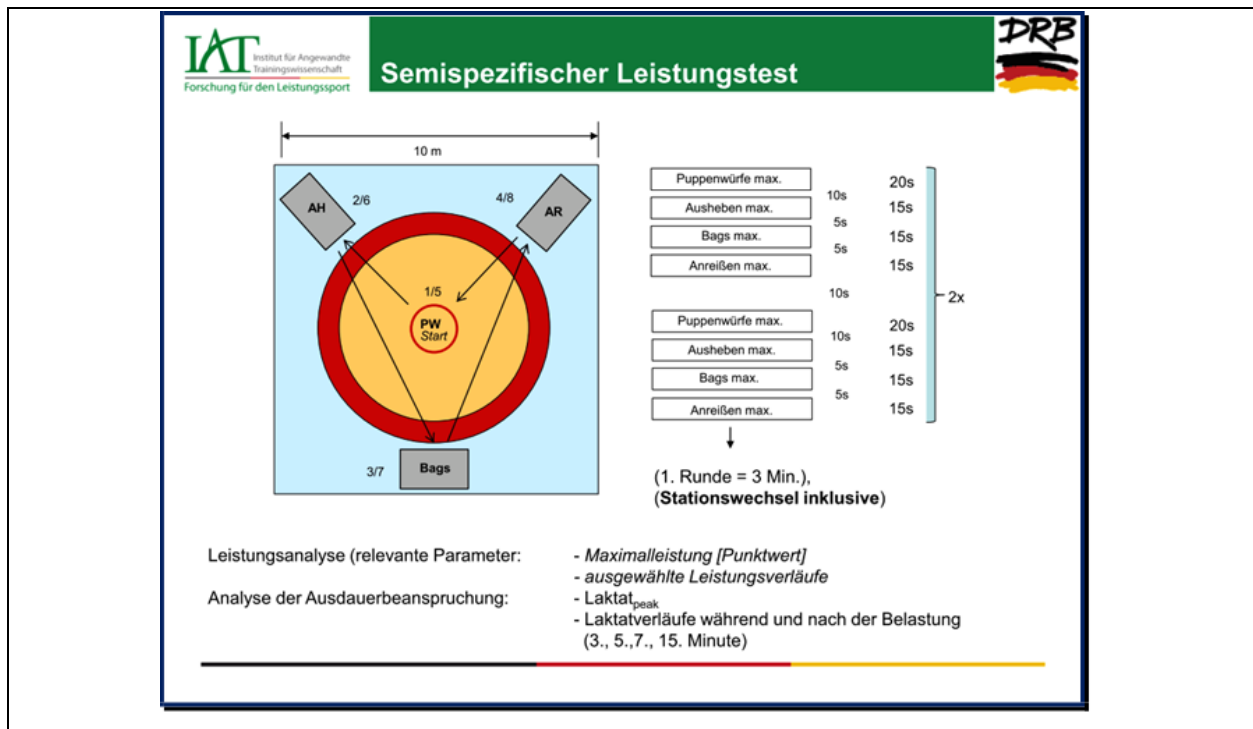 IAT
Institut für Angewandte
Trainingswissenschaft
Forschung für den Leistungssport
Semispezifischer Leistungstest
DRB
10 m
AH
2/6
4/8
AR
1/5
PW
Start
3/7
Bags
Puppenwürfe max.
20s
10s
Ausheben max.
15s
5s
Bags max.
15s
5s
Anreißen max.
15s
10s
2x
Puppenwürfe max.
20s
10s
Ausheben max.
15s
5s
Bags max.
15s
5s
Anreißen max.
15s
(1. Runde = 3 Min.),
(Stationswechsel inklusive)
Leistungsanalyse (relevante Parameter: - Maximalleistung [Punktwert]
- ausgewählte Leistungsverläufe
Analyse der Ausdauerbeanspruchung: - Laktatpeak
- Laktatverläufe während und nach der Belastung
(3., 5.,7., 15. Minute)